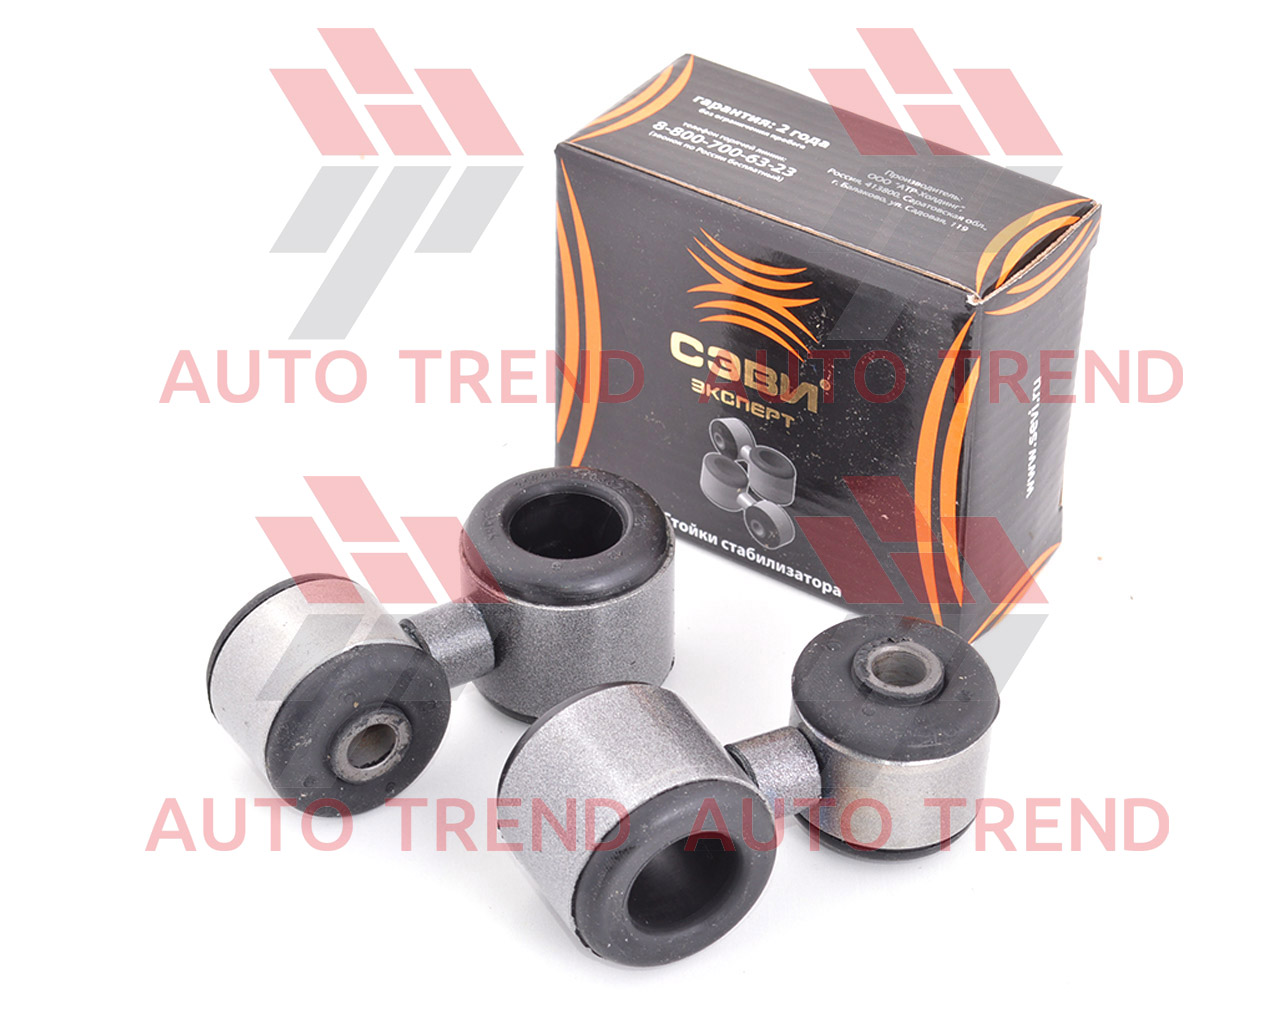 гарантия: 2 года
без ограничения пробега
телефон горячей линии:
8-800-700-63-23
(звонок по России бесплатный)
Производитель:
ООО "АТР-Холдинг",
Россия, 413800, Саратовская обл.,
г. Балаково, ул. Садовая, 119
СЭВИ®
ЭКСПЕРТ
Стойки стабилизатора
www.sevi.ru
AUTO TREND
AUTO TREND
AUTO TREND
AUTO TREND